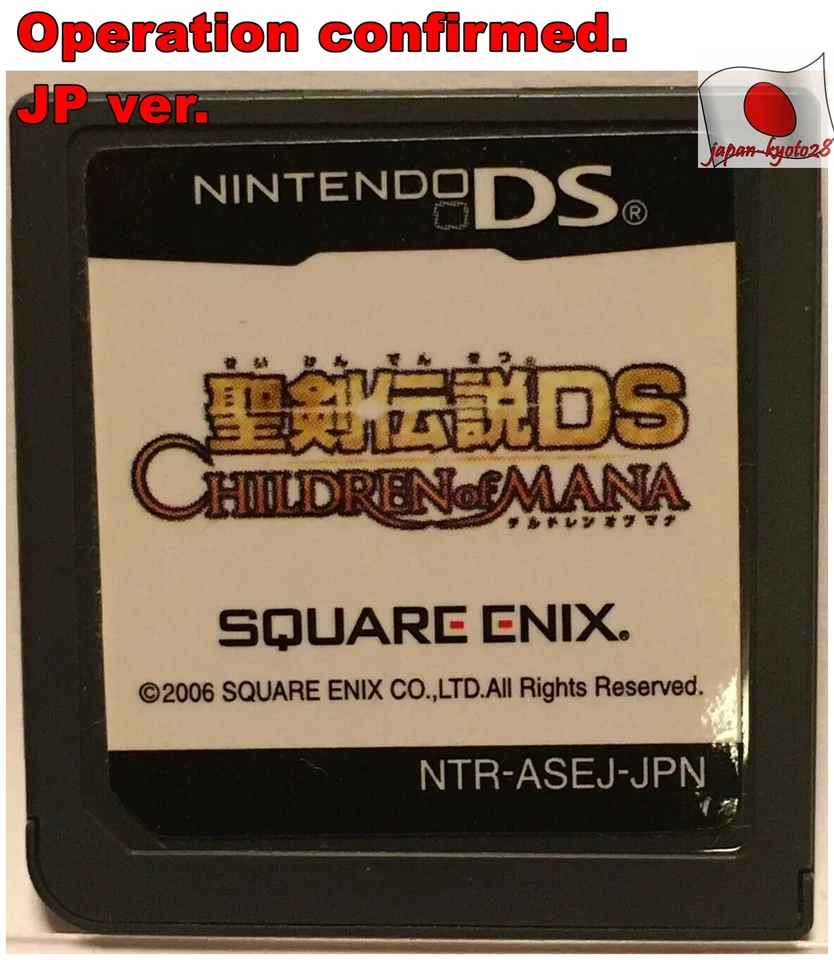 Operation confirmed.
JP ver.
japan-kyoto28
NINTENDO DS®
せい けん でん せつ®
聖剣伝説DS
CHILDREN of MANA
チルドレン オブ マナ
SQUARE ENIX®
©2006 SQUARE ENIX CO.,LTD.All Rights Reserved.
NTR-ASEJ-JPN